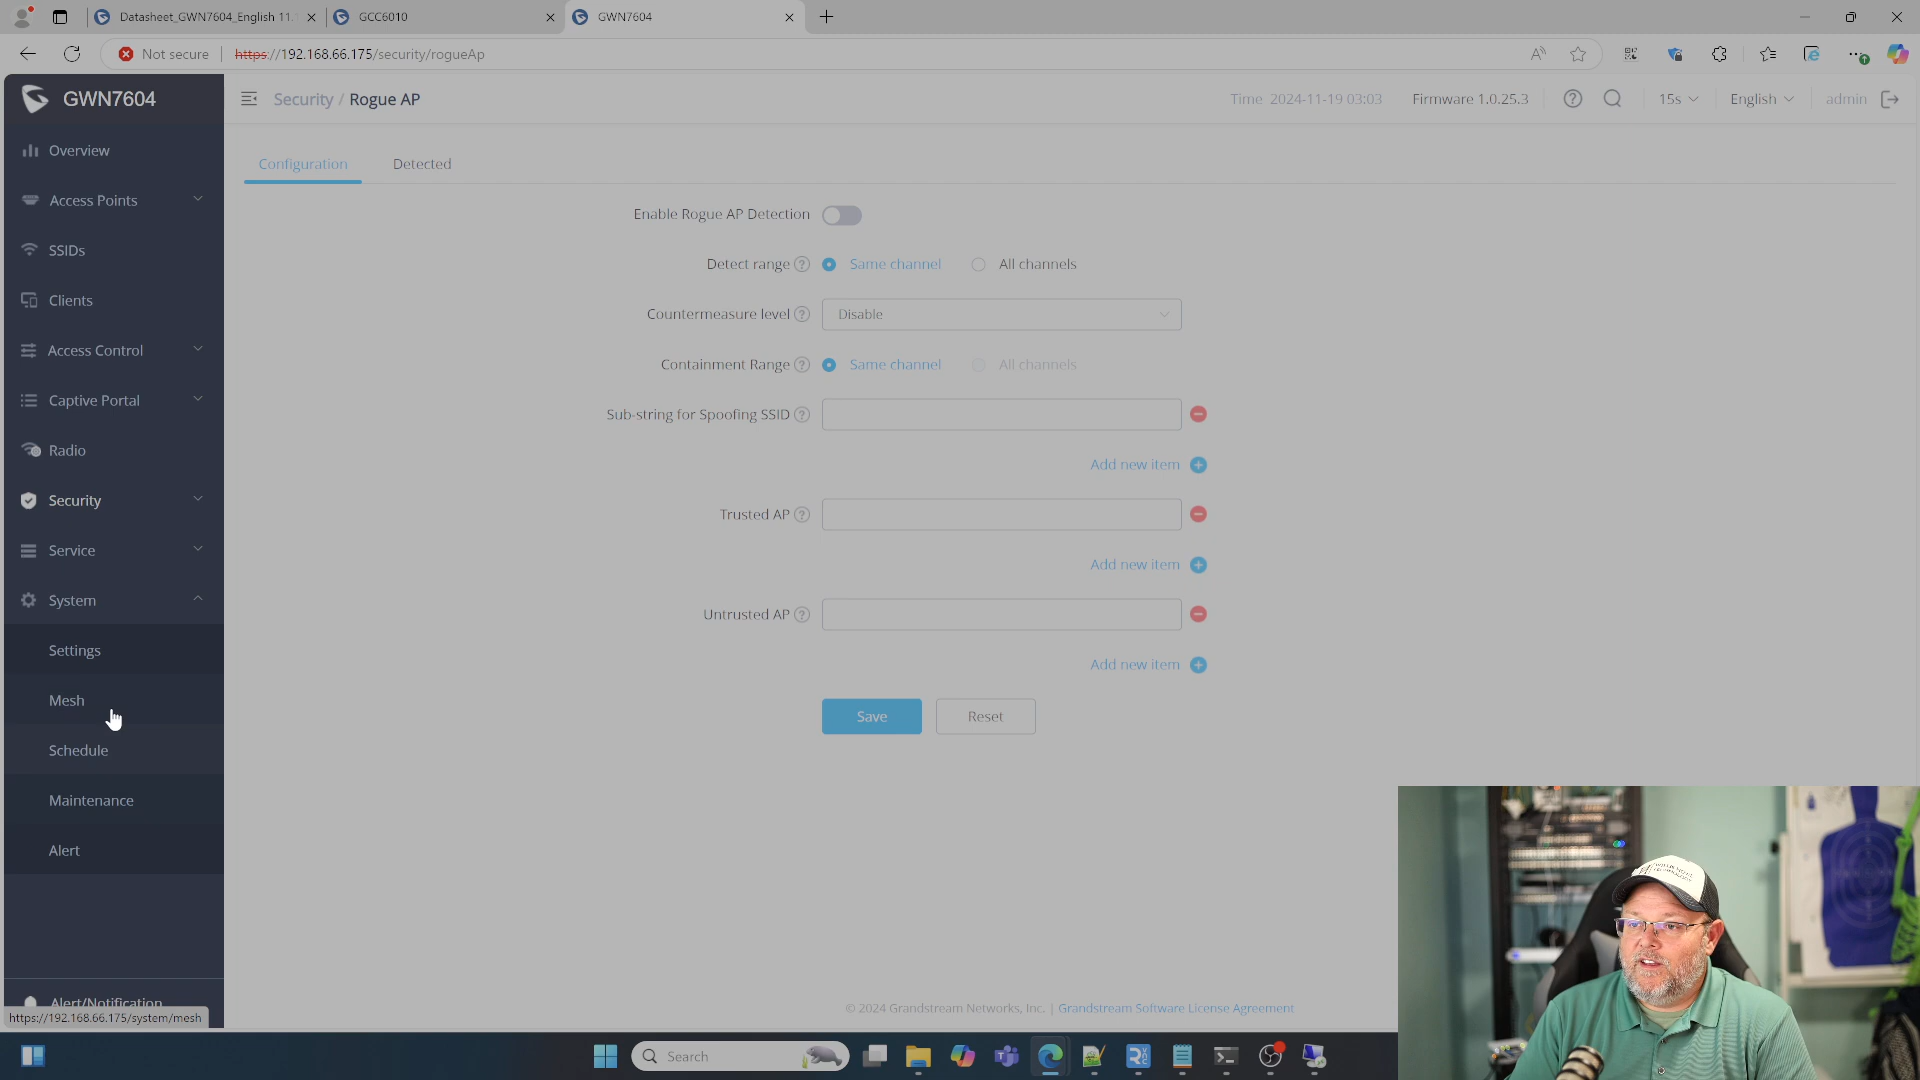 Datasheet_GWN7604_English 11.
GCC6010
GWN7604
Not secure
https://192.168.66.175/security/rogueAp
GWN7604
Security / Rogue AP
Time 2024-11-19 03:03
Firmware 1.0.25.3
15s
English
admin
Overview
Access Points
SSIDs
Clients
Access Control
Captive Portal
Radio
Security
Service
System
Settings
Mesh
Schedule
Maintenance
Alert
Alert/Notification
https://192.168.66.175/system/mesh
Configuration
Detected
Enable Rogue AP Detection
Detect range
Same channel
All channels
Countermeasure level
Disable
Containment Range
Same channel
All channels
Sub-string for Spoofing SSID
Add new item
Trusted AP
Add new item
Untrusted AP
Add new item
Save
Reset
© 2024 Grandstream Networks, Inc. | Grandstream Software License Agreement
Search